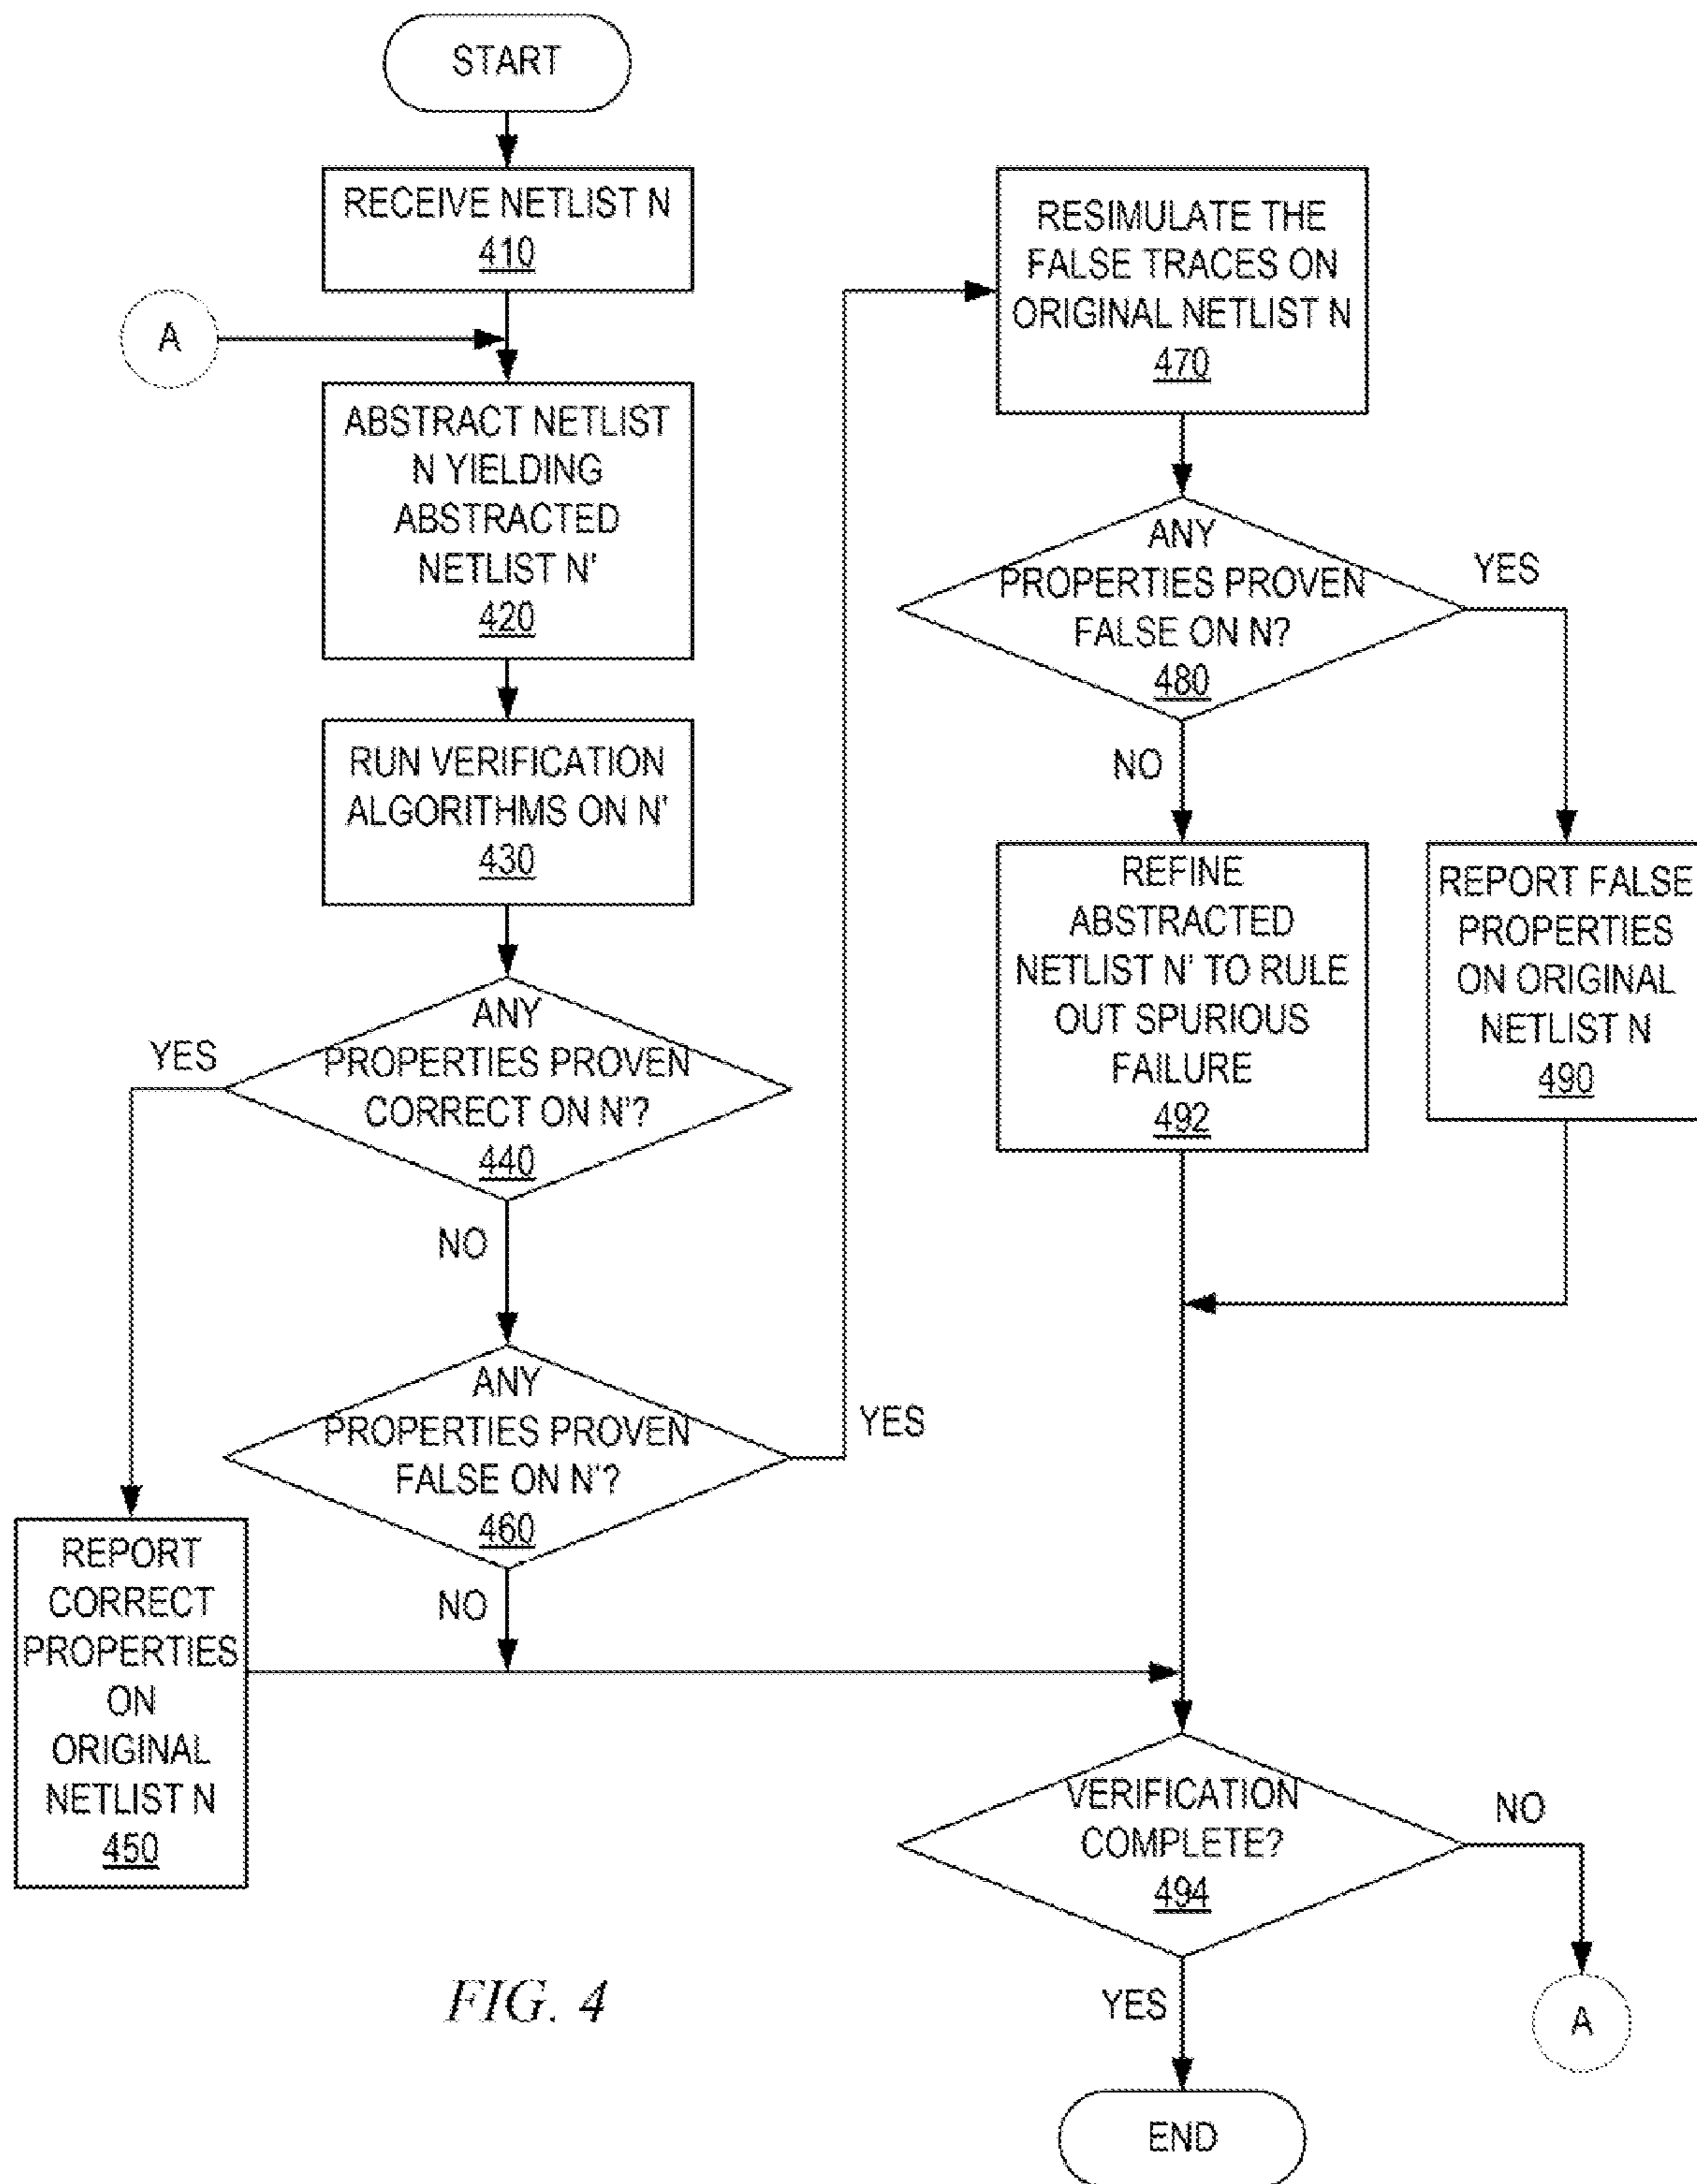 START
RECEIVE NETLIST N
410
A
ABSTRACT NETLIST
N YIELDING
ABSTRACTED
NETLIST N'
420
RUN VERIFICATION
ALGORITHMS ON N'
430
ANY
PROPERTIES PROVEN
CORRECT ON N'?
440
YES
NO
ANY
PROPERTIES PROVEN
FALSE ON N'?
460
YES
NO
REPORT
CORRECT
PROPERTIES
ON
ORIGINAL
NETLIST N
450
RESIMULATE THE
FALSE TRACES ON
ORIGINAL NETLIST N
470
ANY
PROPERTIES PROVEN
FALSE ON N?
480
YES
NO
REFINE
ABSTRACTED
NETLIST N' TO RULE
OUT SPURIOUS
FAILURE
492
REPORT FALSE
PROPERTIES
ON ORIGINAL
NETLIST N
490
VERIFICATION
COMPLETE?
494
NO
YES
A
END
FIG. 4